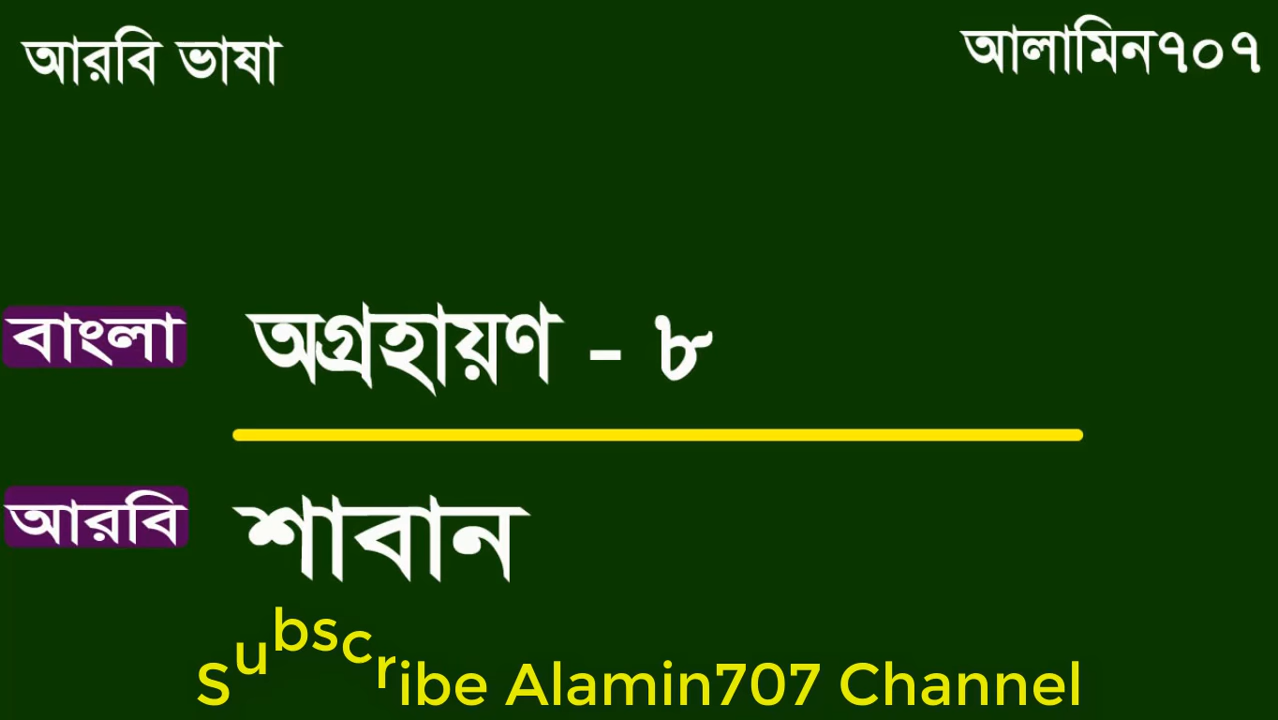 আরবি ভাষা
আলামিন৭০৭
বাংলা অগ্রহায়ণ - ৮
আরবি শাবান
Subscribe Alamin707 Channel